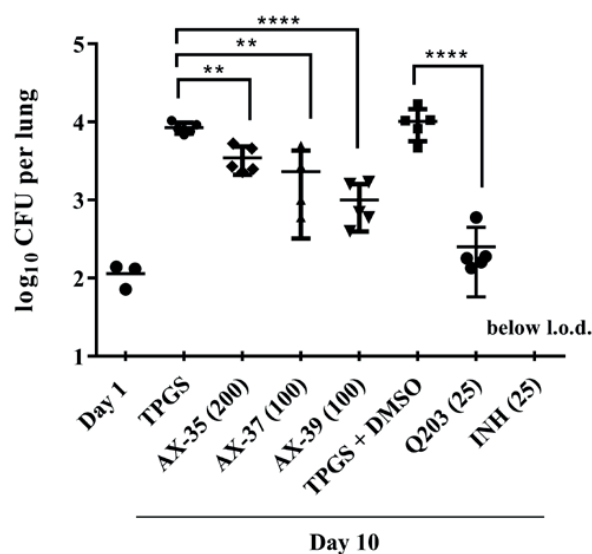 ****
**
**
****
5
4
3
2
1
log10 CFU per lung
below l.o.d.
Day 1
TPGS
AX-35 (200)
AX-37 (100)
AX-39 (100)
TPGS + DMSO
Q203 (25)
INH (25)
Day 10